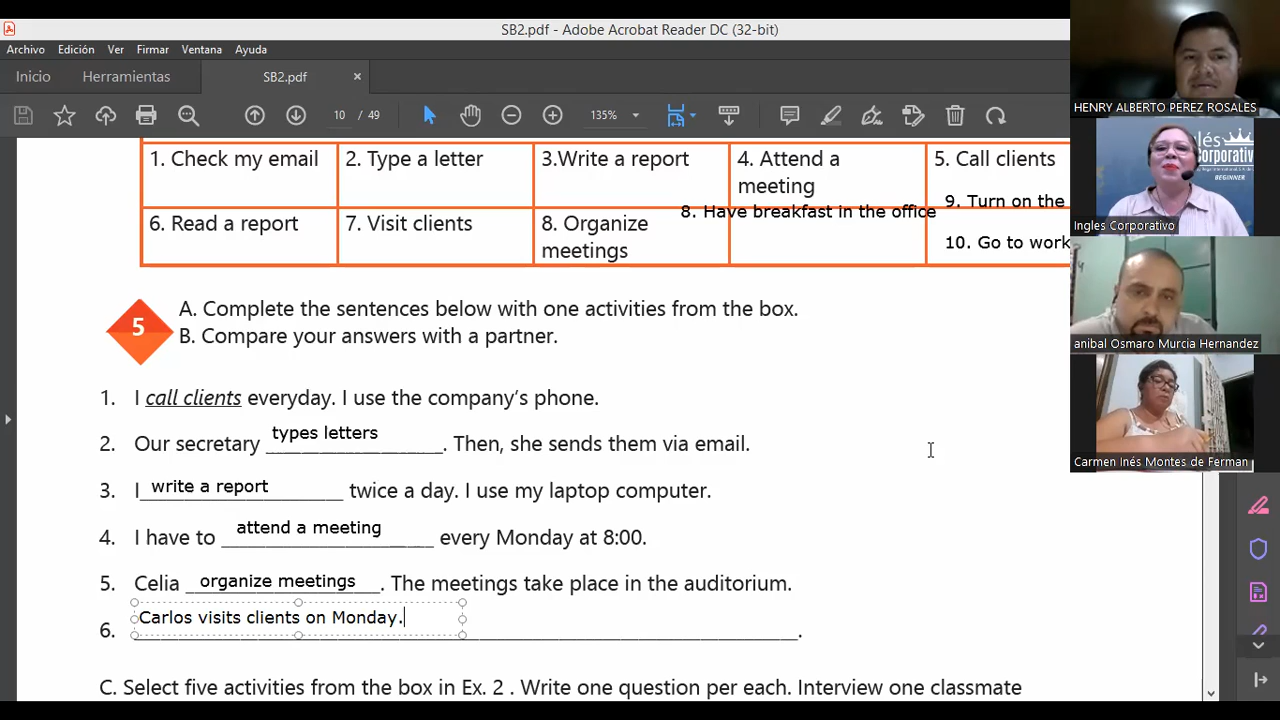 SB2.pdf - Adobe Acrobat Reader DC (32-bit)
Archivo Edición Ver Firmar Ventana Ayuda
Inicio Herramientas SB2.pdf ×
10 / 49 135%
1. Check my email 2. Type a letter 3.Write a report 4. Attend a meeting 5. Call clients
9. Turn on the
8. Have breakfast in the office
6. Read a report 7. Visit clients 8. Organize meetings
10. Go to work
5
A. Complete the sentences below with one activities from the box.
B. Compare your answers with a partner.
1. I call clients everyday. I use the company's phone.
2. Our secretary types letters. Then, she sends them via email.
3. I write a report twice a day. I use my laptop computer.
4. I have to attend a meeting every Monday at 8:00.
5. Celia organize meetings. The meetings take place in the auditorium.
6. Carlos visits clients on Monday. .
C. Select five activities from the box in Ex. 2 . Write one question per each. Interview one classmate
HENRY ALBERTO PEREZ ROSALES
glés
corporativo
BEGINNER
Ingles Corporativo
anibal Osmaro Murcia Hernandez
Carmen Inés Montes de Ferman